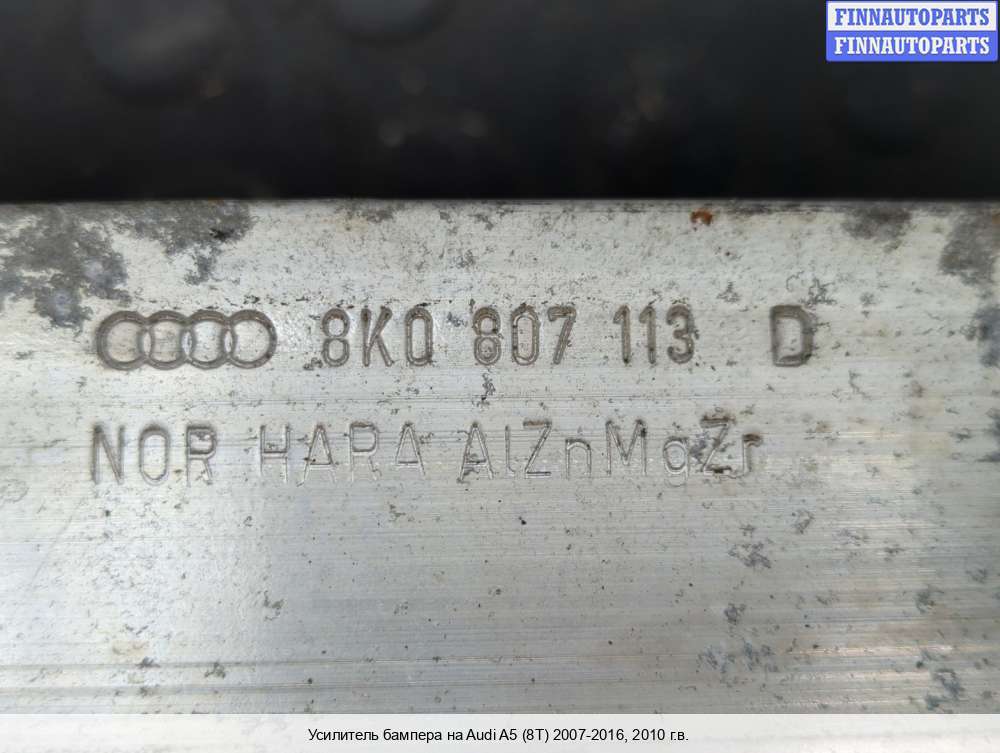 FINNAUTOPARTS
FINNAUTOPARTS
8K0 807 113 D
NOR HARA AlZnMgZr
Усилитель бампера на Audi A5 (8T) 2007-2016, 2010 г.в.